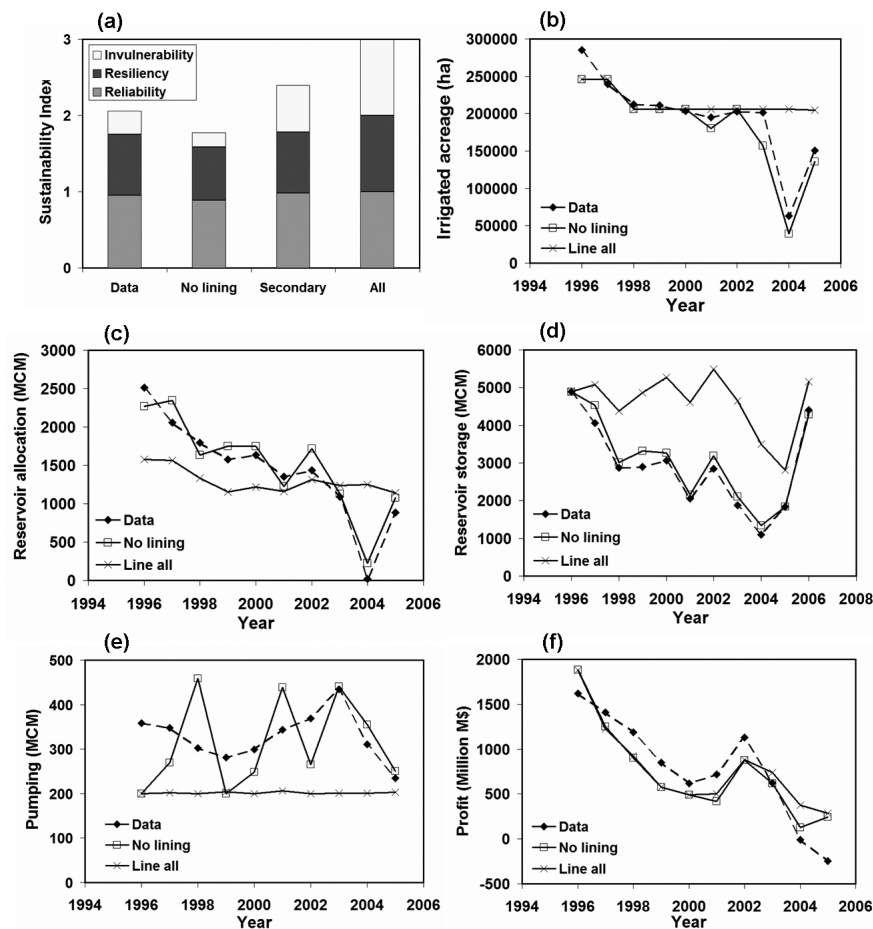 (a)
Sustainability Index
3
2
1
0
Invulnerability
Resiliency
Reliability
Data
No lining
Secondary
All
(b)
Irrigated acreage (ha)
300000
250000
200000
150000
100000
50000
0
Data
No lining
Line all
1994
1996
1998
2000
2002
2004
2006
Year
(c)
Reservoir allocation (MCM)
3000
2500
2000
1500
1000
500
0
Data
No lining
Line all
1994
1996
1998
2000
2002
2004
2006
Year
(d)
Reservoir storage (MCM)
6000
5000
4000
3000
2000
1000
0
Data
No lining
Line all
1994
1996
1998
2000
2002
2004
2006
2008
Year
(e)
Pumping (MCM)
500
400
300
200
100
0
Data
No lining
Line all
1994
1996
1998
2000
2002
2004
2006
Year
(f)
Profit (Million M$)
2000
1500
1000
500
0
-500
Data
No lining
Line all
1994
1996
1998
2000
2002
2004
2006
Year